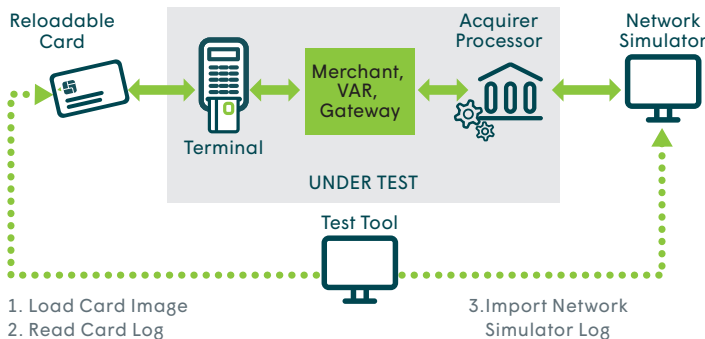 Reloadable
Card
Acquirer
Processor
Network
Simulator
Merchant,
VAR,
Gateway
Terminal
UNDER TEST
Test Tool
1. Load Card Image
2. Read Card Log
3.Import Network
Simulator Log